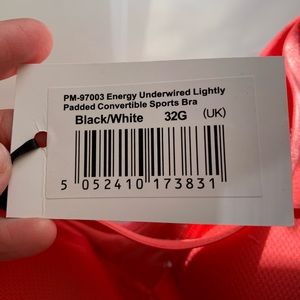 PM-97003 Energy Underwired Lightly
Padded Convertible Sports Bra
Black/White 32G (UK)
5 052410 173831